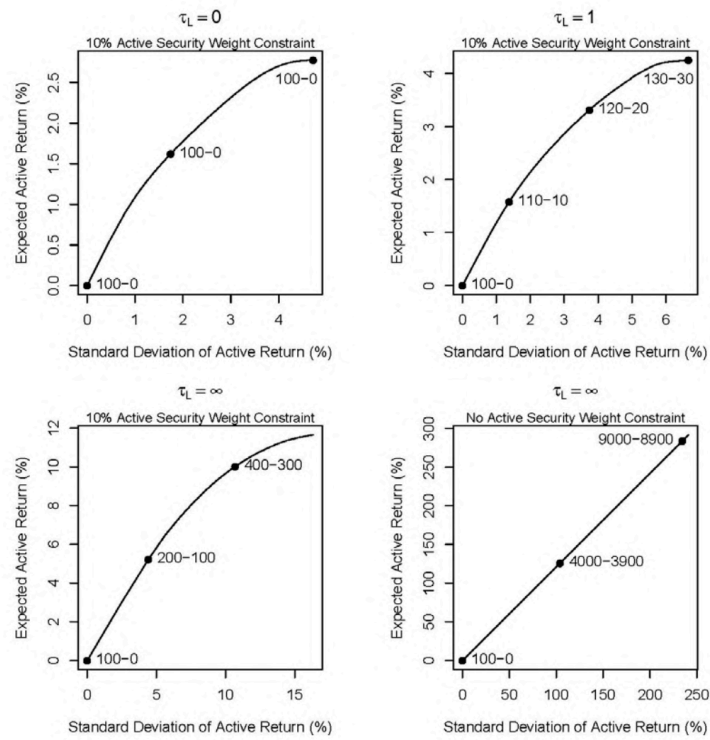 τL = 0
10% Active Security Weight Constraint
Expected Active Return (%)
2.5
2.0
1.5
1.0
0.5
0.0
100−0
100−0
100−0
0 1 2 3 4
Standard Deviation of Active Return (%)
τL = 1
10% Active Security Weight Constraint
Expected Active Return (%)
4
3
2
1
0
130−30
120−20
110−10
100−0
0 1 2 3 4 5 6
Standard Deviation of Active Return (%)
τL = ∞
10% Active Security Weight Constraint
Expected Active Return (%)
12
10
8
6
4
2
0
400−300
200−100
100−0
0 5 10 15
Standard Deviation of Active Return (%)
τL = ∞
No Active Security Weight Constraint
Expected Active Return (%)
300
250
200
150
100
50
0
9000−8900
4000−3900
100−0
0 50 100 150 200 250
Standard Deviation of Active Return (%)